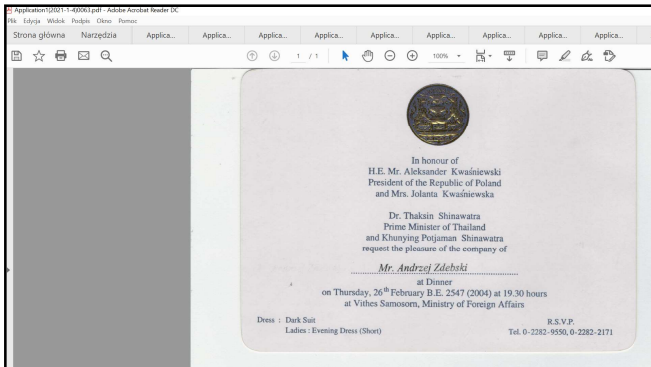 Application1(2021-1-4)0063.pdf - Adobe Acrobat Reader DC
Plik Edycja Widok Podpis Okno Pomoc
Strona główna Narzędzia Applica... Applica... Applica... Applica... Applica... Applica... Applica... Applica... Applica...
1 / 1 100%
In honour of
H.E. Mr. Aleksander Kwaśniewski
President of the Republic of Poland
and Mrs. Jolanta Kwaśniewska
Dr. Thaksin Shinawatra
Prime Minister of Thailand
and Khunying Potjaman Shinawatra
request the pleasure of the company of
Mr. Andrzej Zdebski
at Dinner
on Thursday, 26th February B.E. 2547 (2004) at 19.30 hours
at Vithes Samosorn, Ministry of Foreign Affairs
Dress : Dark Suit
Ladies : Evening Dress (Short)
R.S.V.P.
Tel. 0-2282-9550, 0-2282-2171